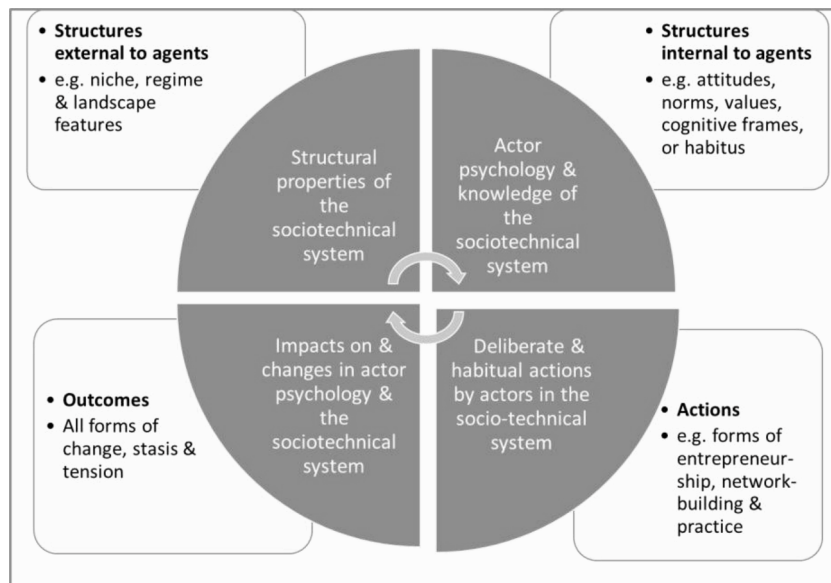 • Structures
external to agents
• e.g. niche, regime
& landscape
features
• Structures
internal to agents
• e.g. attitudes,
norms, values,
cognitive frames,
or habitus
Structural
properties of
the
sociotechnical
system
Actor
psychology &
knowledge of
the
sociotechnical
system
Impacts on &
changes in actor
psychology &
the
sociotechnical
system
Deliberate &
habitual actions
by actors in the
socio-technical
system
• Outcomes
• All forms of
change, stasis &
tension
• Actions
• e.g. forms of
entrepreneur-
ship, network-
building &
practice